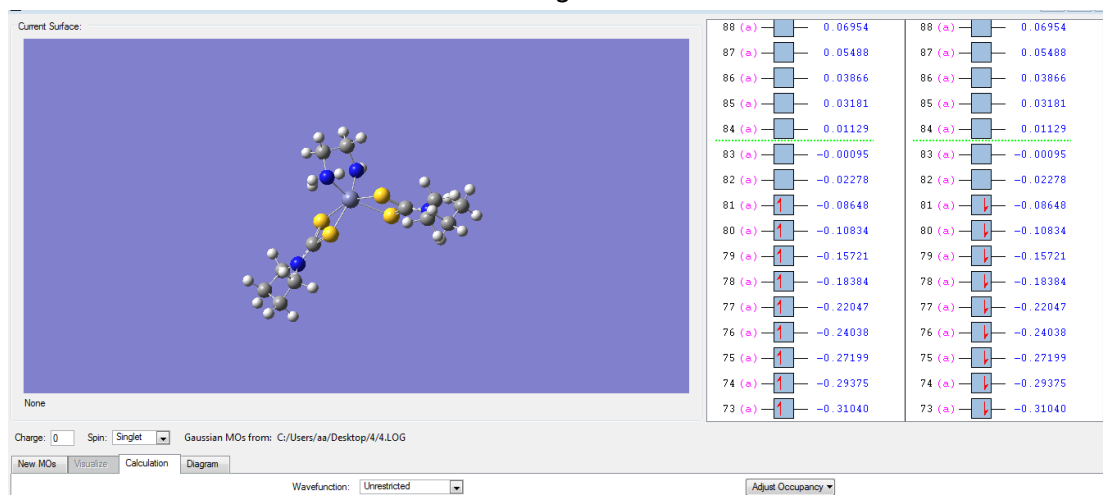 Current Surface:
88 (a) 0.06954 88 (a) 0.06954
87 (a) 0.05488 87 (a) 0.05488
86 (a) 0.03866 86 (a) 0.03866
85 (a) 0.03181 85 (a) 0.03181
84 (a) 0.01129 84 (a) 0.01129
83 (a) -0.00095 83 (a) -0.00095
82 (a) -0.02278 82 (a) -0.02278
81 (a) -0.08648 81 (a) -0.08648
80 (a) -0.10834 80 (a) -0.10834
79 (a) -0.15721 79 (a) -0.15721
78 (a) -0.18384 78 (a) -0.18384
77 (a) -0.22047 77 (a) -0.22047
76 (a) -0.24038 76 (a) -0.24038
75 (a) -0.27199 75 (a) -0.27199
74 (a) -0.29375 74 (a) -0.29375
73 (a) -0.31040 73 (a) -0.31040
None
Charge: 0 Spin: Singlet Gaussian MOs from: C:/Users/aa/Desktop/4/4.LOG
New MOs Visualize Calculation Diagram
Wavefunction: Unrestricted Adjust Occupancy